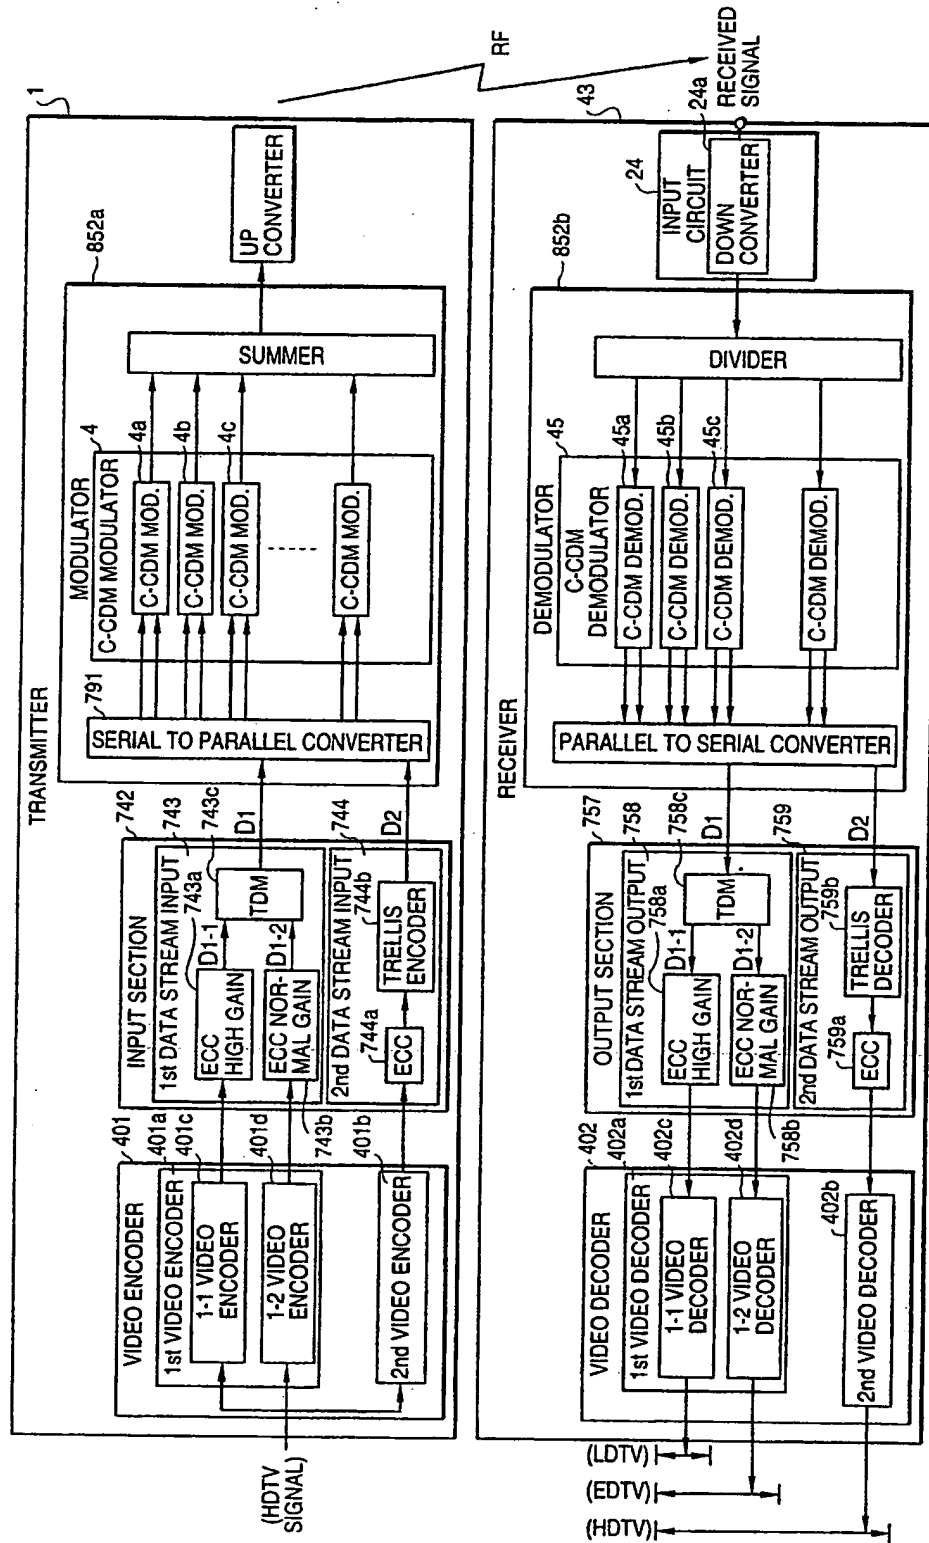 TRANSMITTER
1
(HDTV
SIGNAL)
VIDEO ENCODER
401
1st VIDEO ENCODER
401a
1-1 VIDEO
ENCODER
401c
1-2 VIDEO
ENCODER
401d
2nd VIDEO ENCODER
401b
INPUT SECTION
742
1st DATA STREAM INPUT
743
ECC
HIGH GAIN
743a
D1-1
ECC NOR-
MAL GAIN
743b
D1-2
TDM
743c
D1
2nd DATA STREAM INPUT
744
744a
ECC
744b
TRELLIS
ENCODER
D2
852a
791
SERIAL TO PARALLEL CONVERTER
MODULATOR
C-CDM MODULATOR
4
C-CDM MOD.
4a
C-CDM MOD.
4b
C-CDM MOD.
4c
C-CDM MOD.
SUMMER
UP
CONVERTER
RF
RECEIVED
SIGNAL
RECEIVER
43
24
INPUT
CIRCUIT
24a
DOWN
CONVERTER
852b
DIVIDER
DEMODULATOR
C-CDM
DEMODULATOR
45
C-CDM DEMOD.
45a
C-CDM DEMOD.
45b
C-CDM DEMOD.
45c
C-CDM DEMOD.
PARALLEL TO SERIAL CONVERTER
D1
D2
OUTPUT SECTION
757
1st DATA STREAM OUTPUT
758
758c
TDM
D1-1
D1-2
758a
ECC
HIGH GAIN
ECC NOR-
MAL GAIN
758b
2nd DATA STREAM OUTPUT
759
759b
TRELLIS
DECODER
759a
ECC
VIDEO DECODER
402
1st VIDEO DECODER
402a
1-1 VIDEO
DECODER
402c
1-2 VIDEO
DECODER
402d
2nd VIDEO DECODER
402b
(LDTV)
(EDTV)
(HDTV)